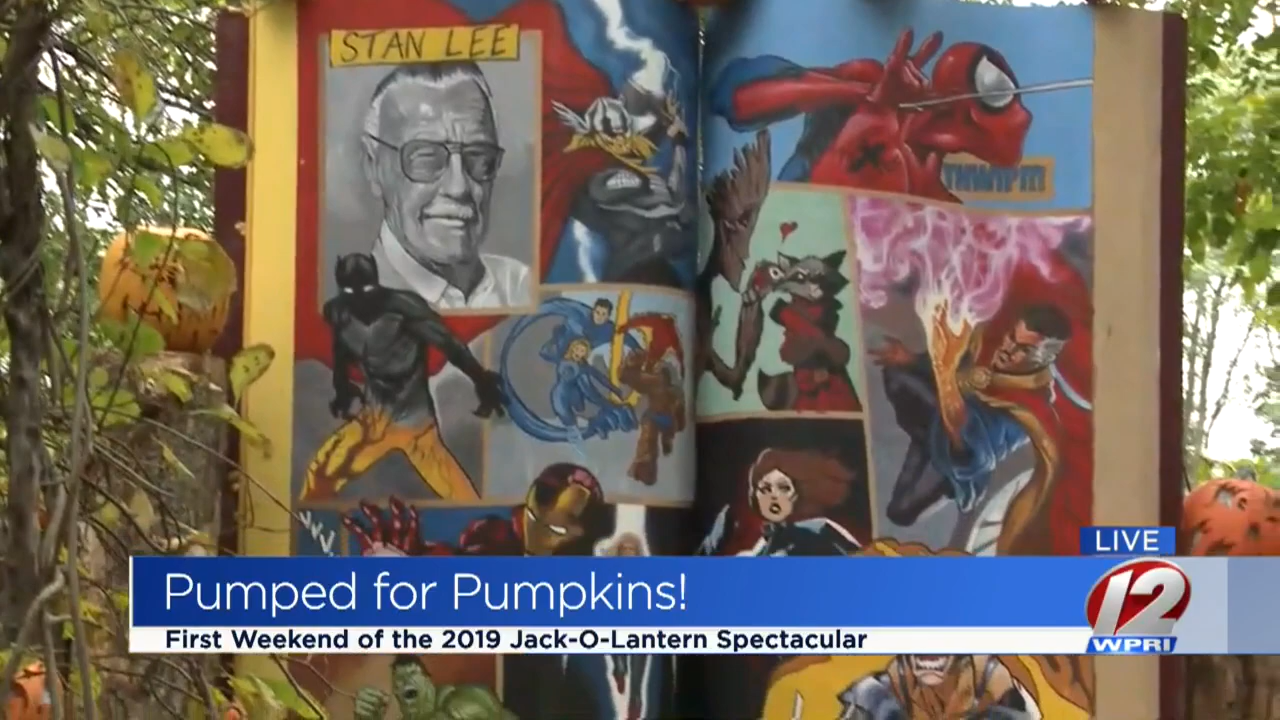 STAN LEE
THWIP!!!
LIVE
Pumped for Pumpkins!
12
First Weekend of the 2019 Jack-O-Lantern Spectacular
WPRI